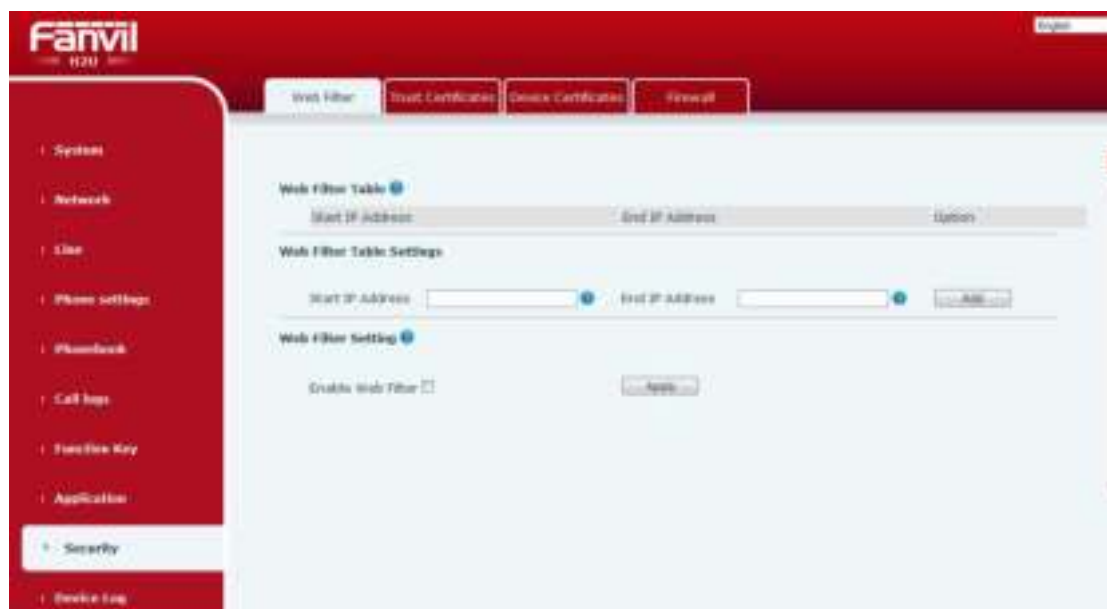 Fanvil
H2U
English
Web Filter
Trust Certificates
Device Certificates
Firewall
System
Network
Line
Phone settings
Phonebook
Call logs
Function Key
Application
Security
Device Log
Web Filter Table
Start IP Address End IP Address Option
Web Filter Table Settings
Start IP Address End IP Address Add
Web Filter Setting
Enable Web Filter Apply